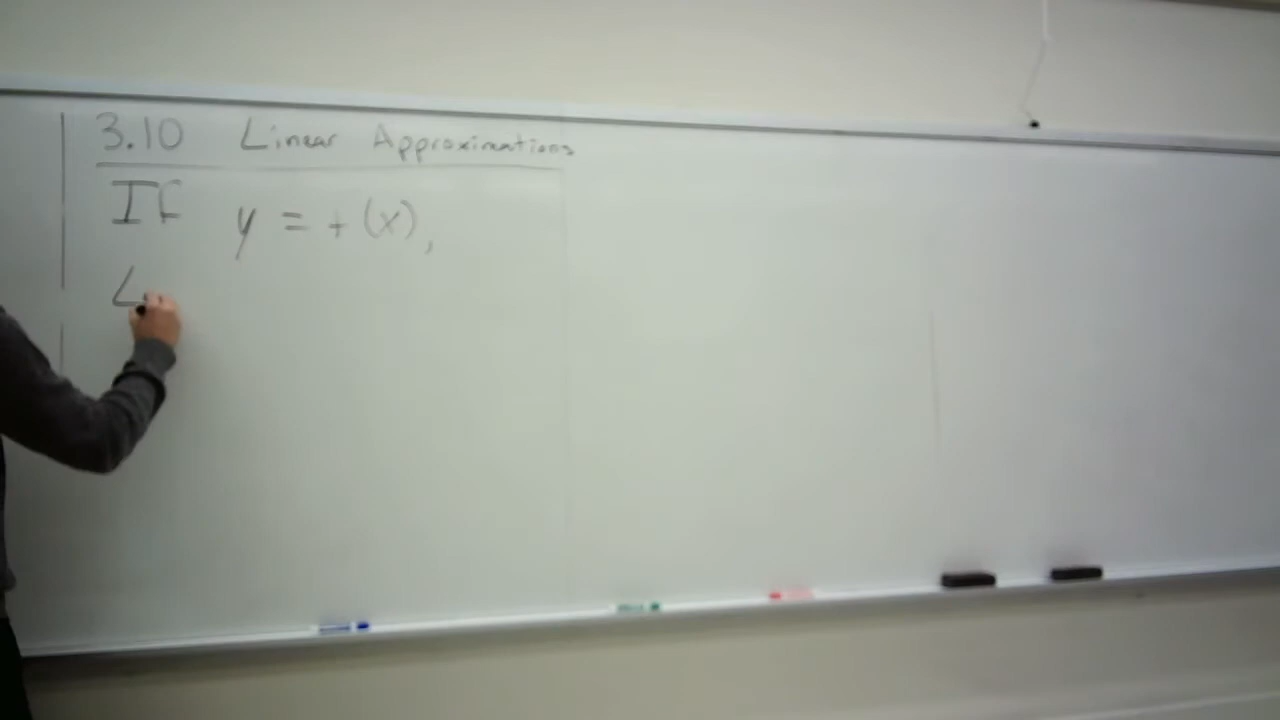 3.10 Linear Approximations
If y = f(x),
L